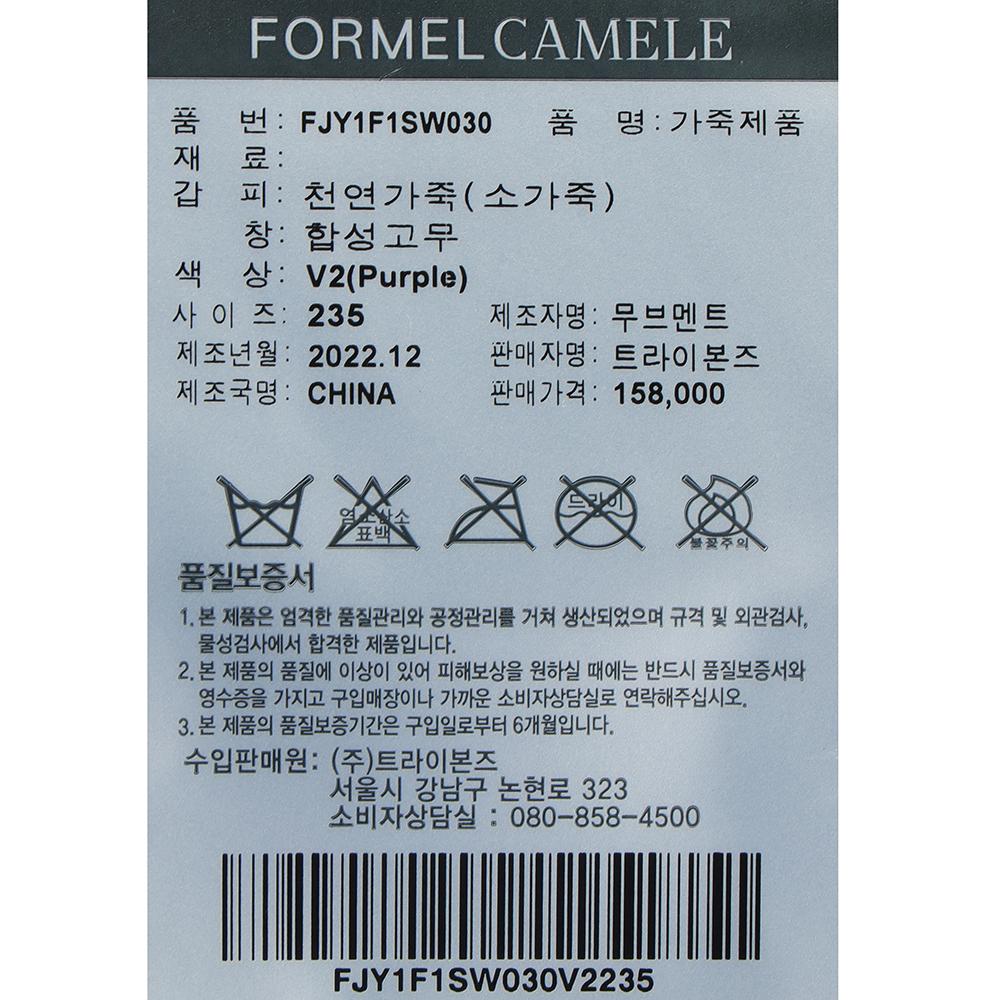 FORMEL CAMELE
품 번: FJY1F1SW030 품 명: 가죽제품
재 료:
갑 피: 천연가죽(소가죽)
창: 합성고무
색 상: V2(Purple)
사 이 즈: 235 제조자명: 무브멘트
제조년월: 2022.12 판매자명: 트라이본즈
제조국명: CHINA 판매가격: 158,000
염소산소
표백
드라이
불꽃주의
품질보증서
1. 본 제품은 엄격한 품질관리와 공정관리를 거쳐 생산되었으며 규격 및 외관검사,
물성검사에서 합격한 제품입니다.
2. 본 제품의 품질에 이상이 있어 피해보상을 원하실 때에는 반드시 품질보증서와
영수증을 가지고 구입매장이나 가까운 소비자상담실로 연락해주십시오.
3. 본 제품의 품질보증기간은 구입일로부터 6개월입니다.
수입판매원: (주)트라이본즈
서울시 강남구 논현로 323
소비자상담실 : 080-858-4500
FJY1F1SW030V2235